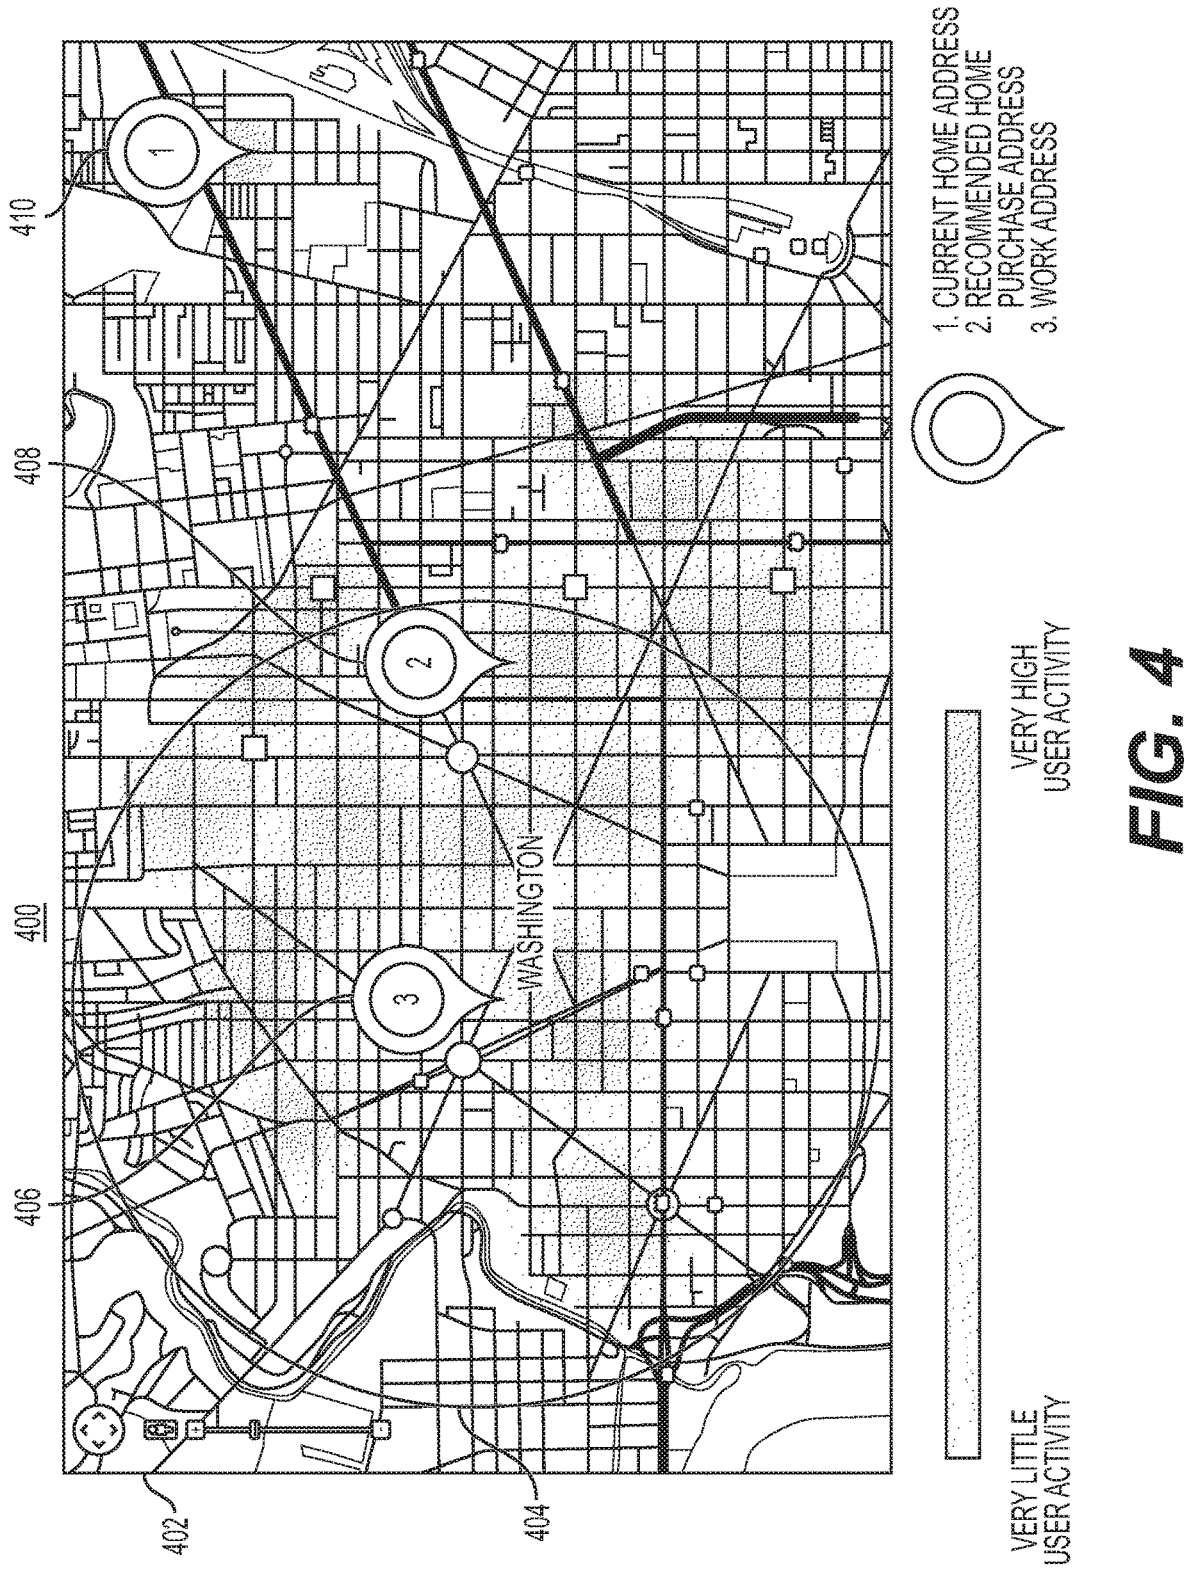 400
402
404
406
408
410
1
2
3
WASHINGTON
VERY LITTLE
USER ACTIVITY
VERY HIGH
USER ACTIVITY
1. CURRENT HOME ADDRESS
2. RECOMMENDED HOME
PURCHASE ADDRESS
3. WORK ADDRESS
FIG. 4